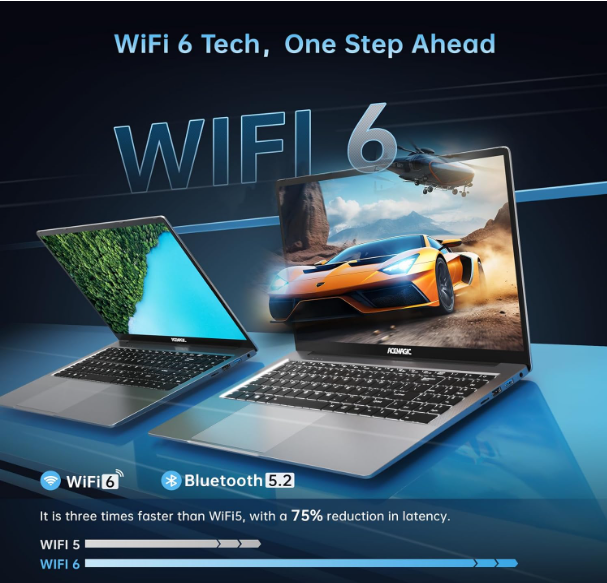 WiFi 6 Tech, One Step Ahead
WIFI 6
ACEMAGIC
ACEMAGIC
WiFi 6
Bluetooth 5.2
It is three times faster than WiFi5, with a 75% reduction in latency.
WIFI 5
WIFI 6